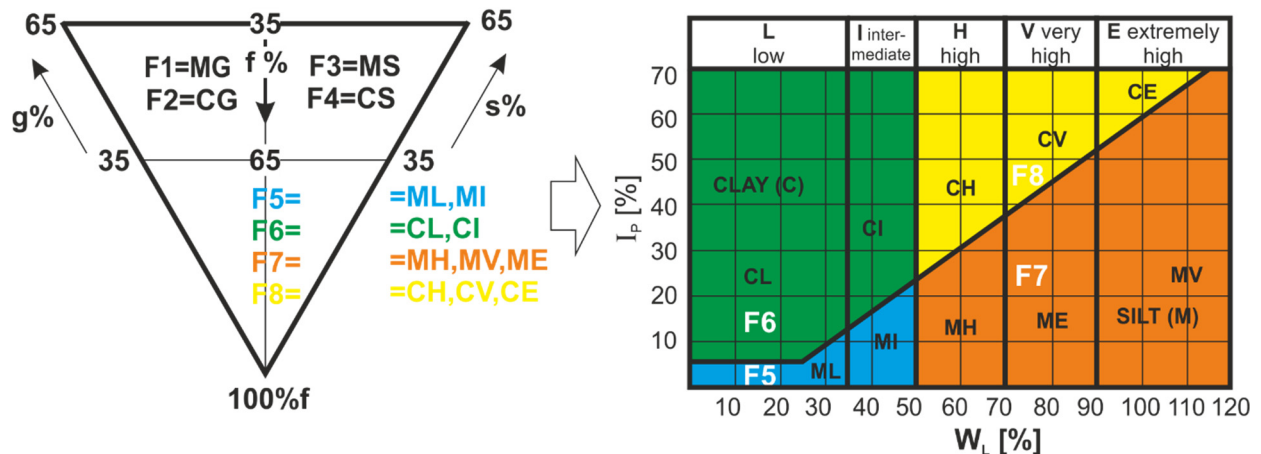 65 35 65
F1=MG f % F3=MS
F2=CG F4=CS
g% s%
35 65 35
F5= =ML,MI
F6= =CL,CI
F7= =MH,MV,ME
F8= =CH,CV,CE
100%f
L I inter- H V very E extremely
low mediate high high high
70
60
50
40
30
20
10
I_P [%]
CE
CV
CLAY (C) CH F8
CI
CL F7 MV
F6 MH ME SILT (M)
MI
F5 ML
10 20 30 40 50 60 70 80 90 100 110 120
W_L [%]